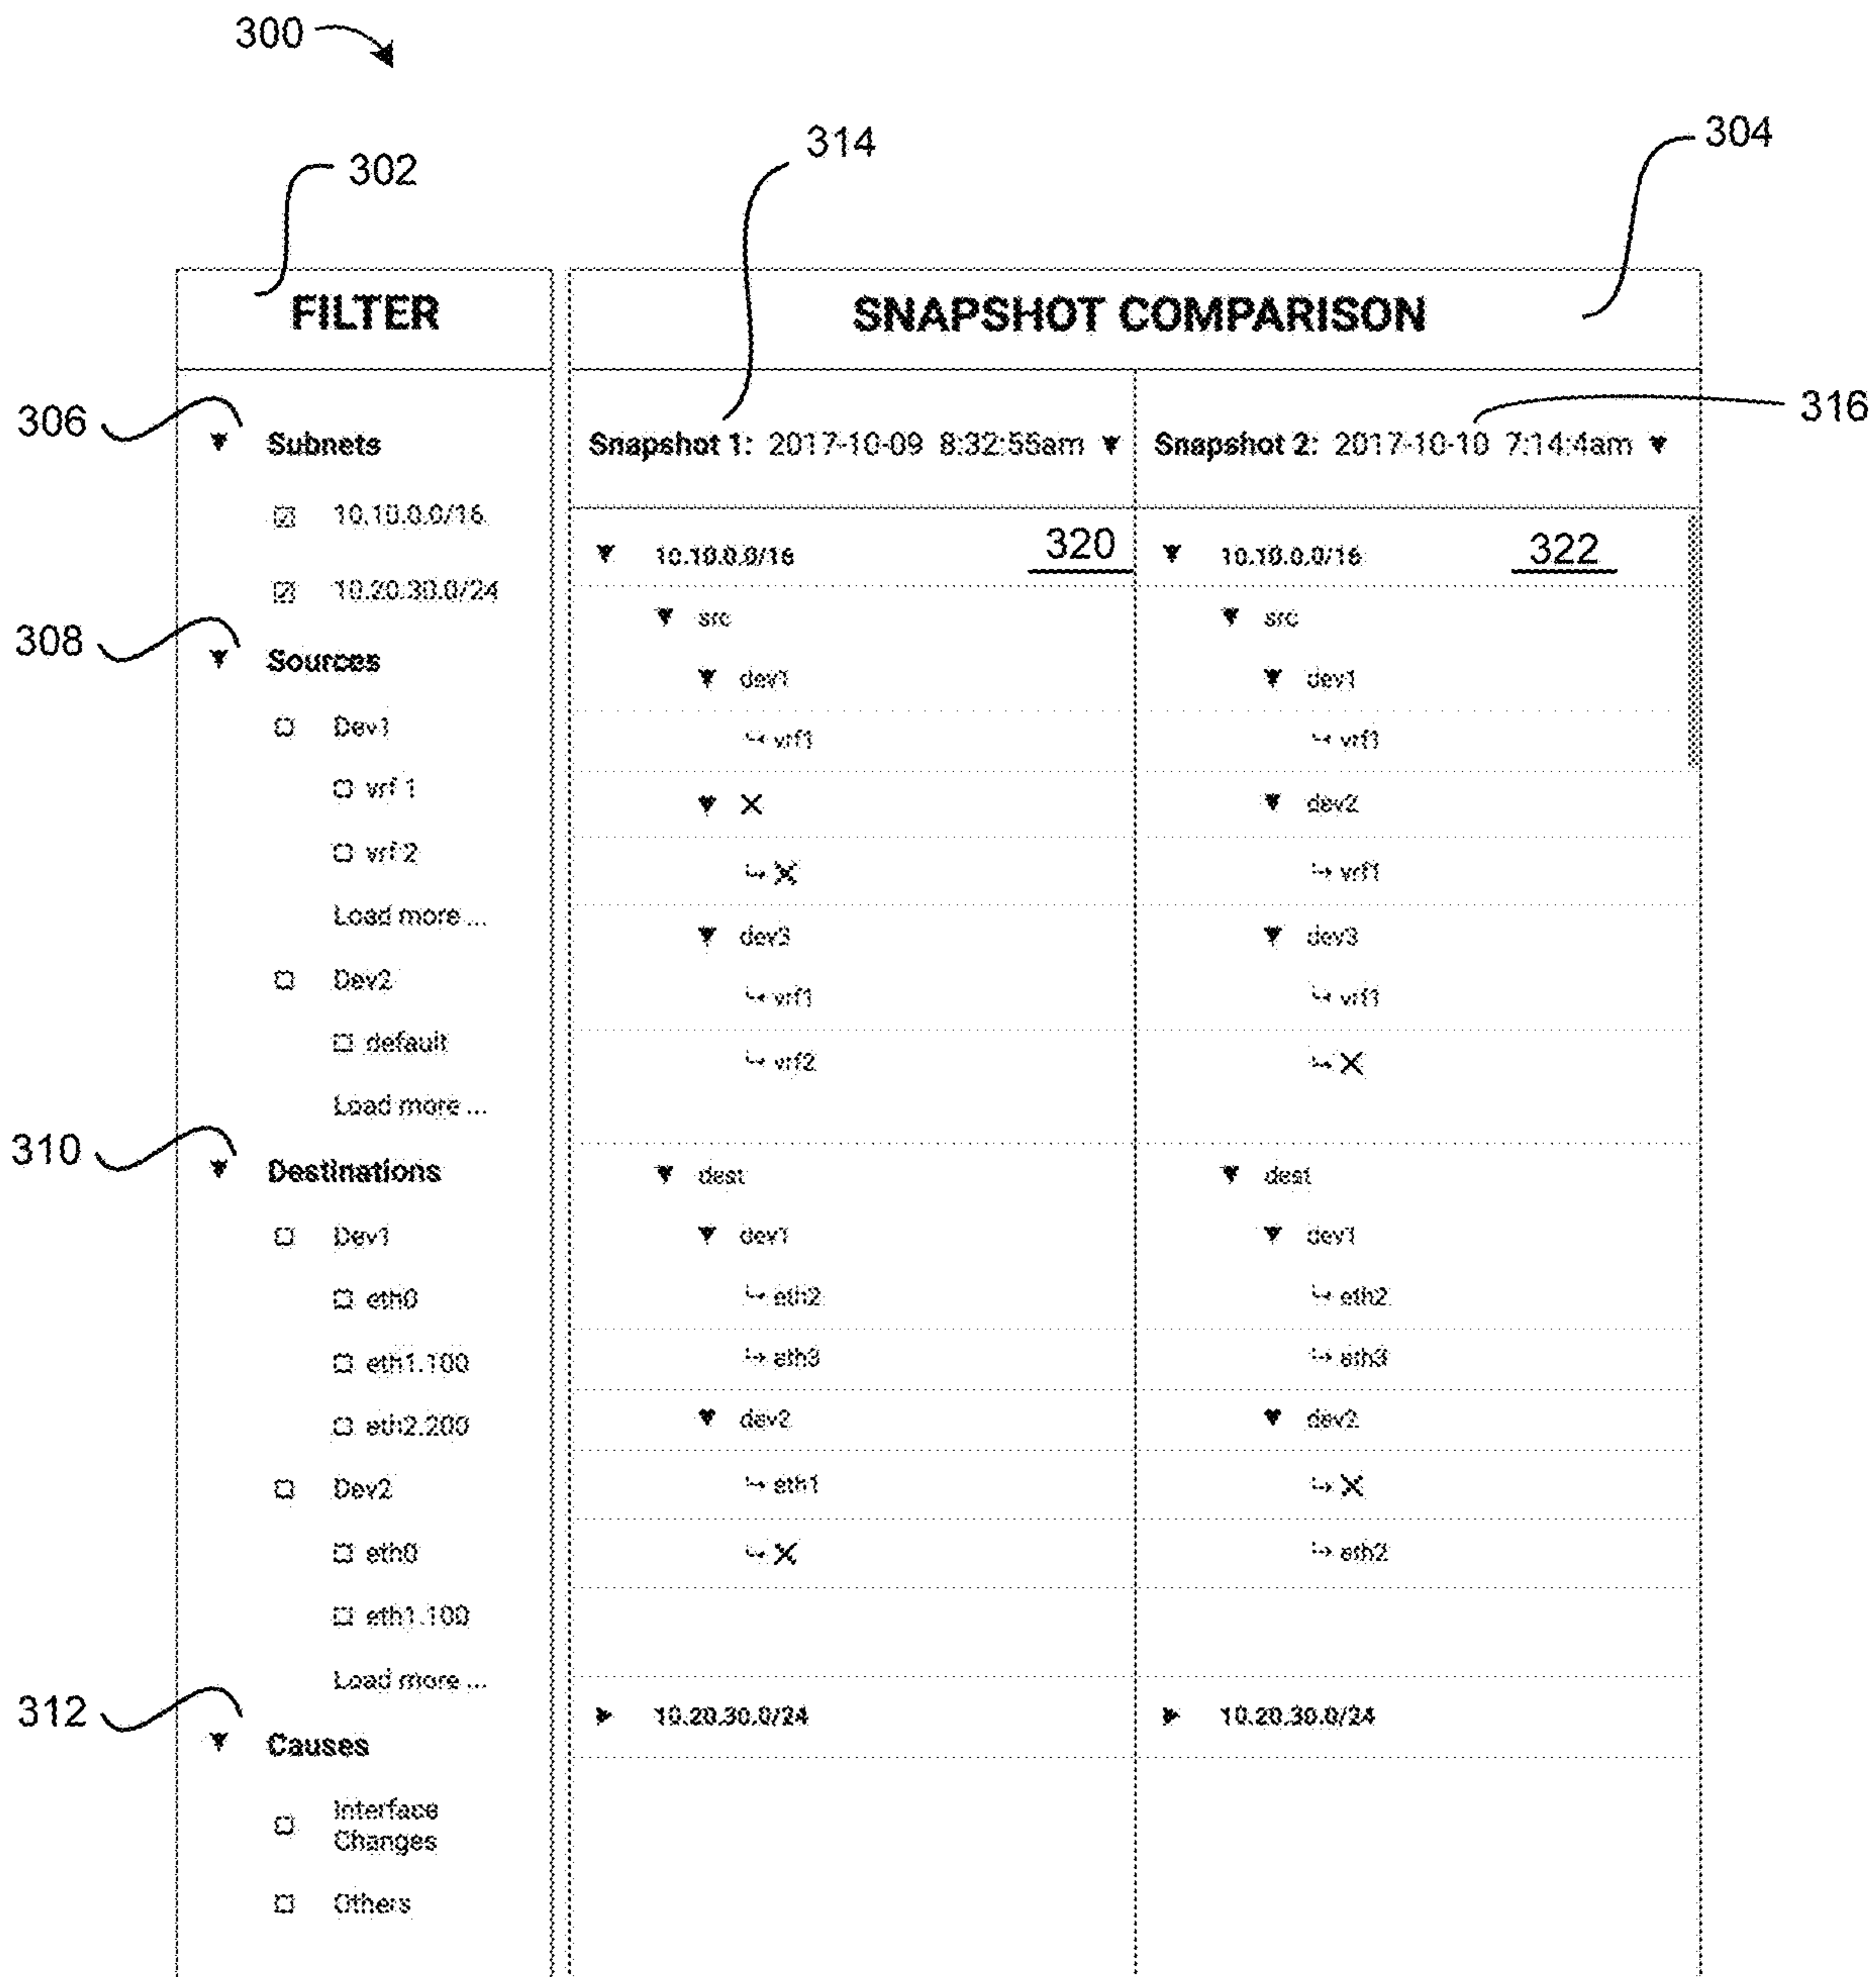 300
302
314
304
FILTER
SNAPSHOT COMPARISON
306
316
Subnets
10.10.0.0/16
10.20.30.0/24
308
Sources
Dev1
vrf 1
vrf 2
Load more ...
Dev2
default
Load more ...
310
Destinations
Dev1
eth0
eth1.100
eth2.200
Dev2
eth0
eth1.100
Load more ...
312
Causes
Interface
Changes
Others
Snapshot 1: 2017-10-09 8:32:55am
10.10.0.0/16 320
src
dev1
vrf1
X
X
dev3
vrf1
vrf2
dest
dev1
eth2
eth3
dev2
eth1
X
10.20.30.0/24
Snapshot 2: 2017-10-10 7:14:4am
10.10.0.0/16 322
src
dev1
vrf1
dev2
vrf1
dev3
vrf1
X
dest
dev1
eth2
eth3
dev2
X
eth2
10.20.30.0/24